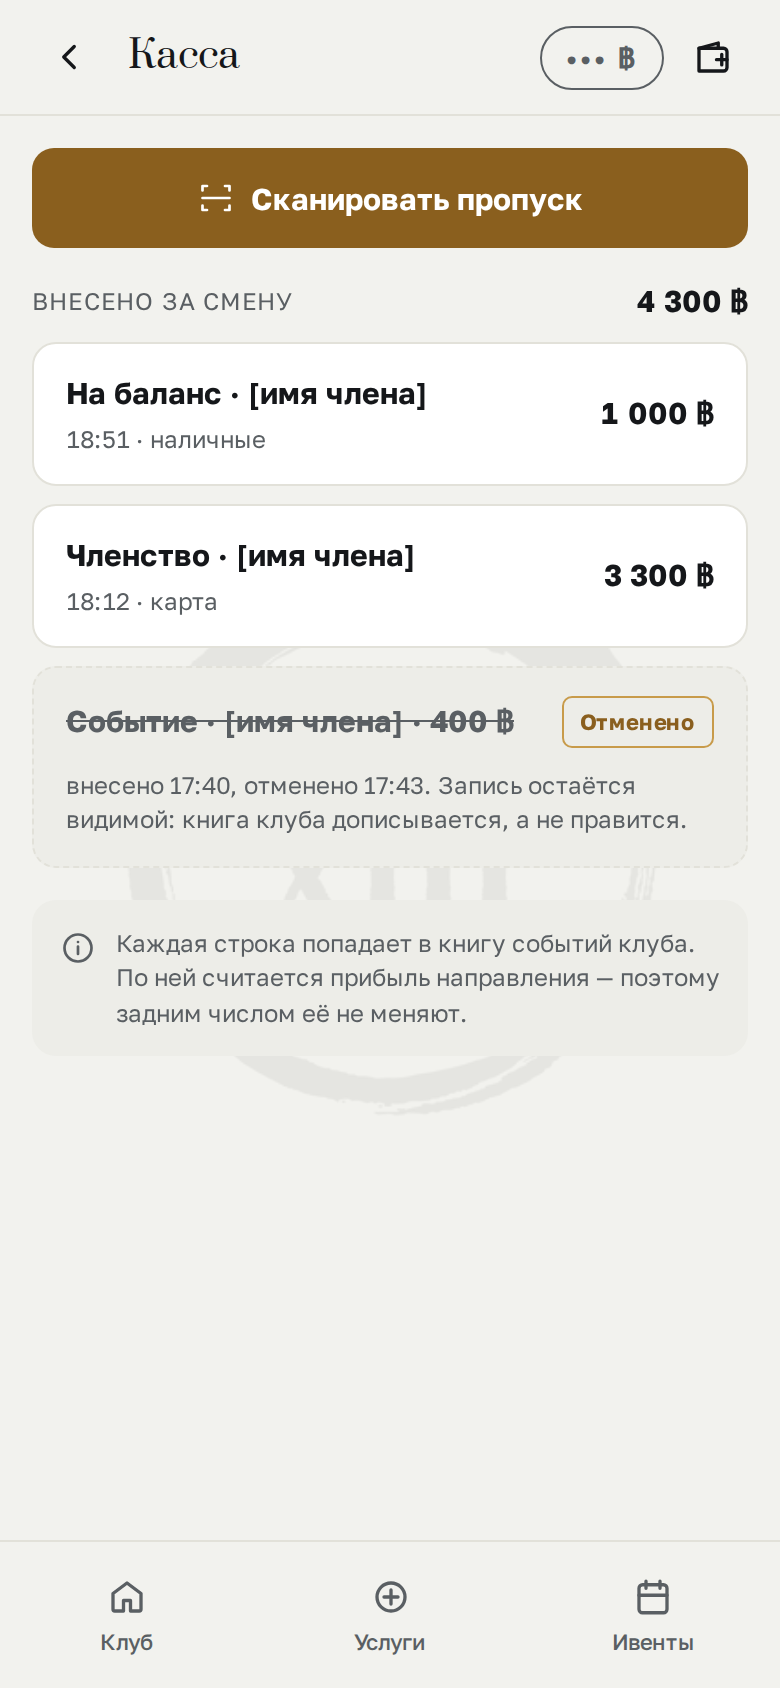 Касса
••• ฿
Сканировать пропуск
ВНЕСЕНО ЗА СМЕНУ
4 300 ฿
На баланс · [имя члена]
18:51 · наличные
1 000 ฿
Членство · [имя члена]
18:12 · карта
3 300 ฿
Событие · [имя члена] · 400 ฿
Отменено
внесено 17:40, отменено 17:43. Запись остаётся
видимой: книга клуба дописывается, а не правится.
Каждая строка попадает в книгу событий клуба.
По ней считается прибыль направления — поэтому
задним числом её не меняют.
Клуб
Услуги
Ивенты